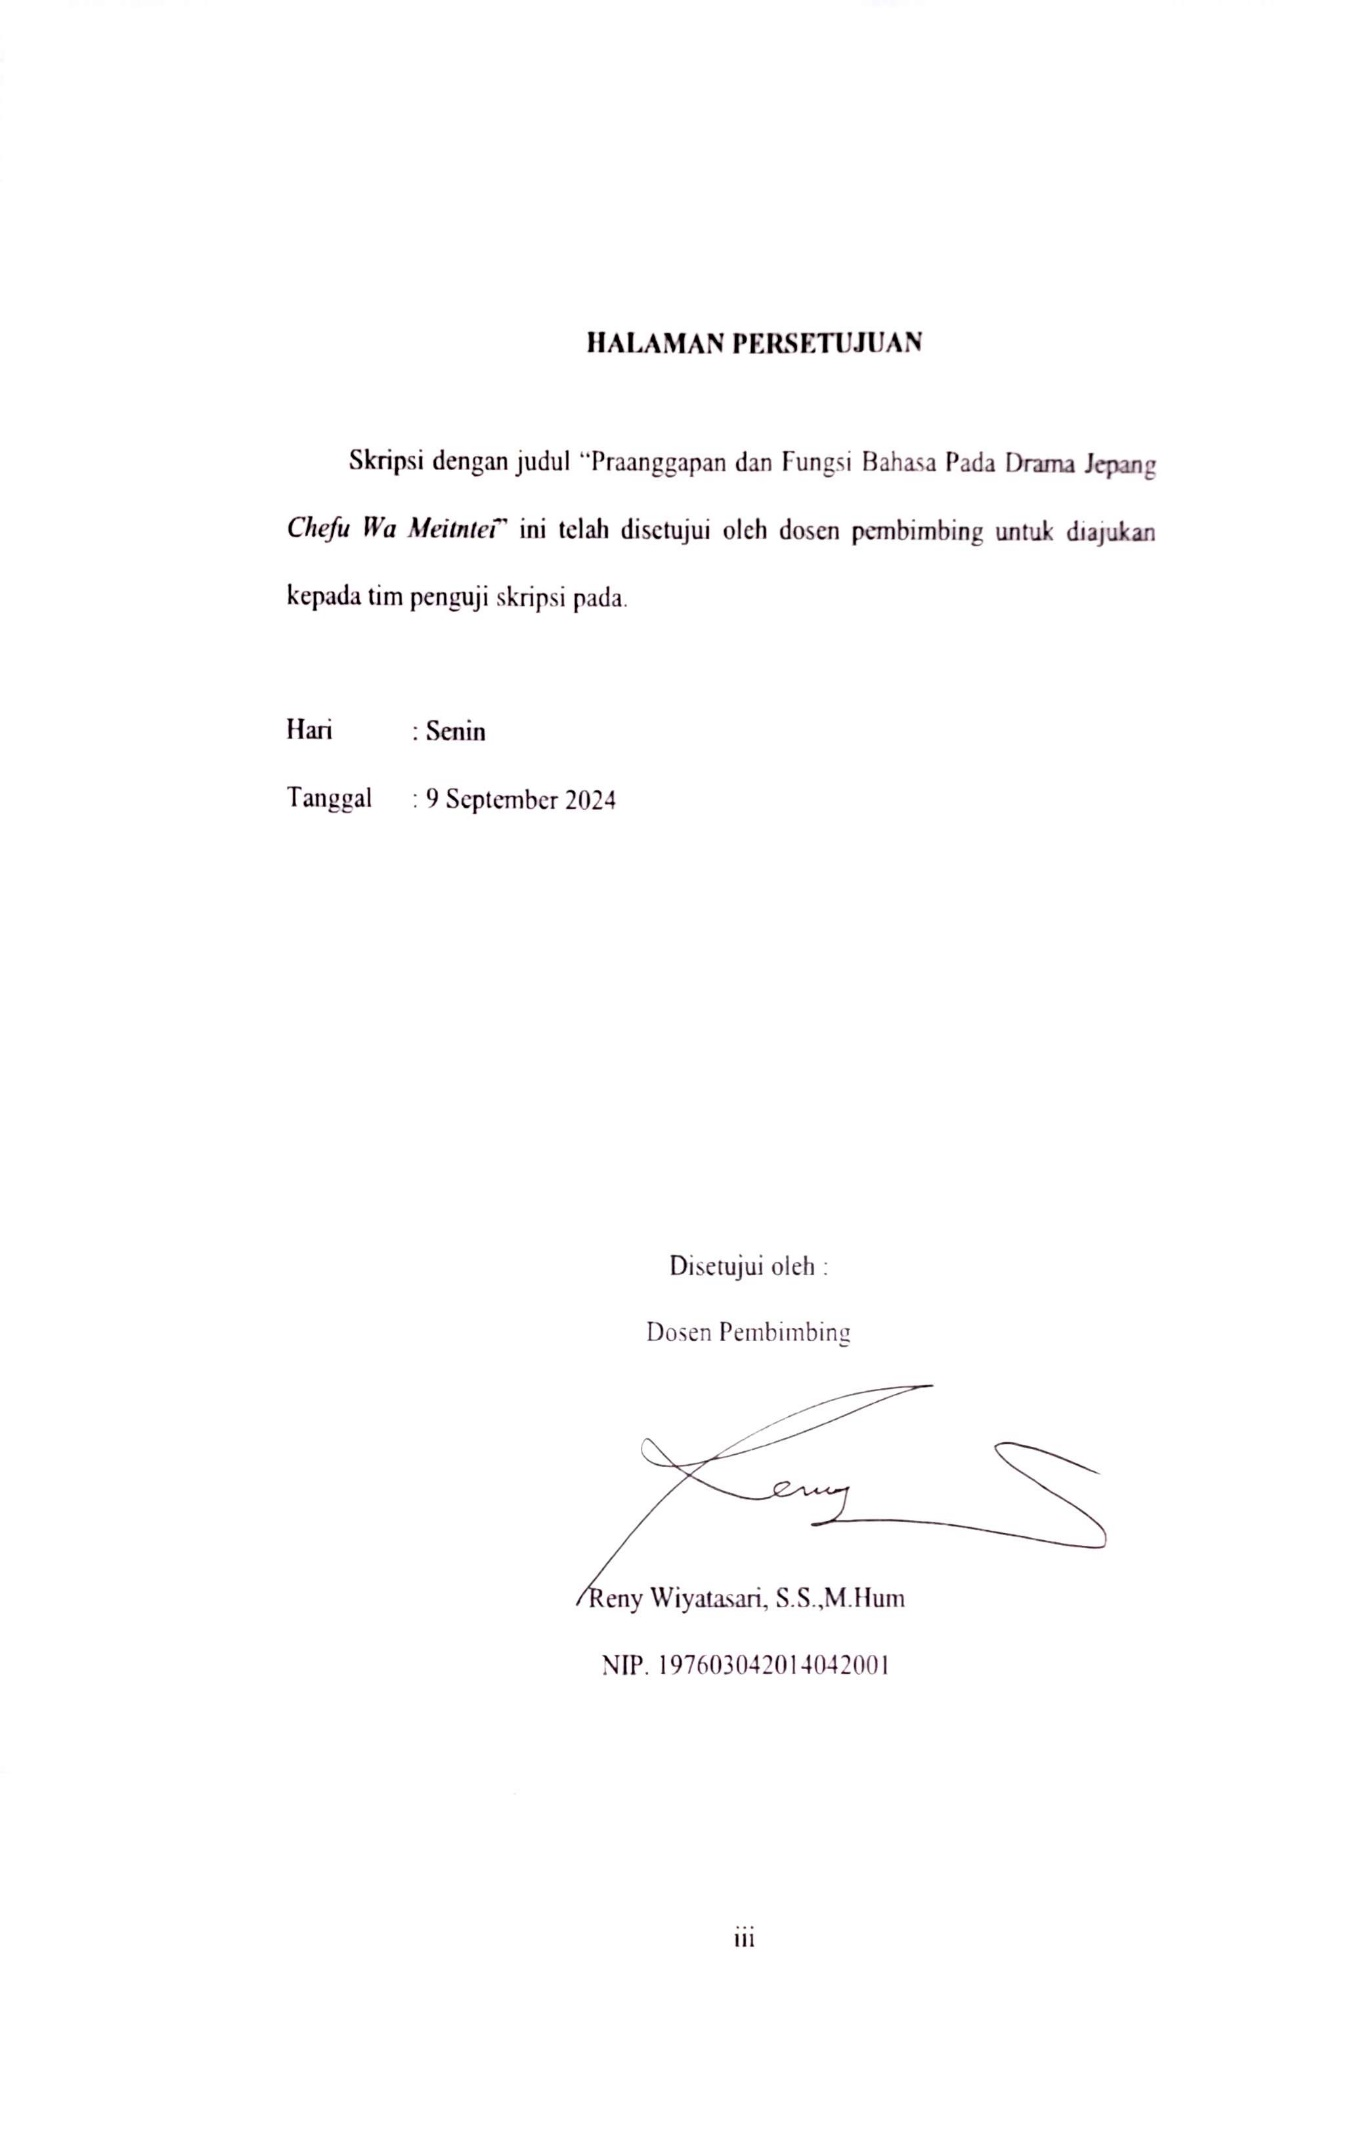 HALAMAN PERSETUJUAN
Skripsi dengan judul “Praanggapan dan Fungsi Bahasa Pada Drama Jepang
Chefu Wa Meitntei” ini telah disetujui oleh dosen pembimbing untuk diajukan
kepada tim penguji skripsi pada.
Hari : Senin
Tanggal : 9 September 2024
Disetujui oleh :
Dosen Pembimbing
Reny S
Reny Wiyatasari, S.S.,M.Hum
NIP. 197603042014042001
iii